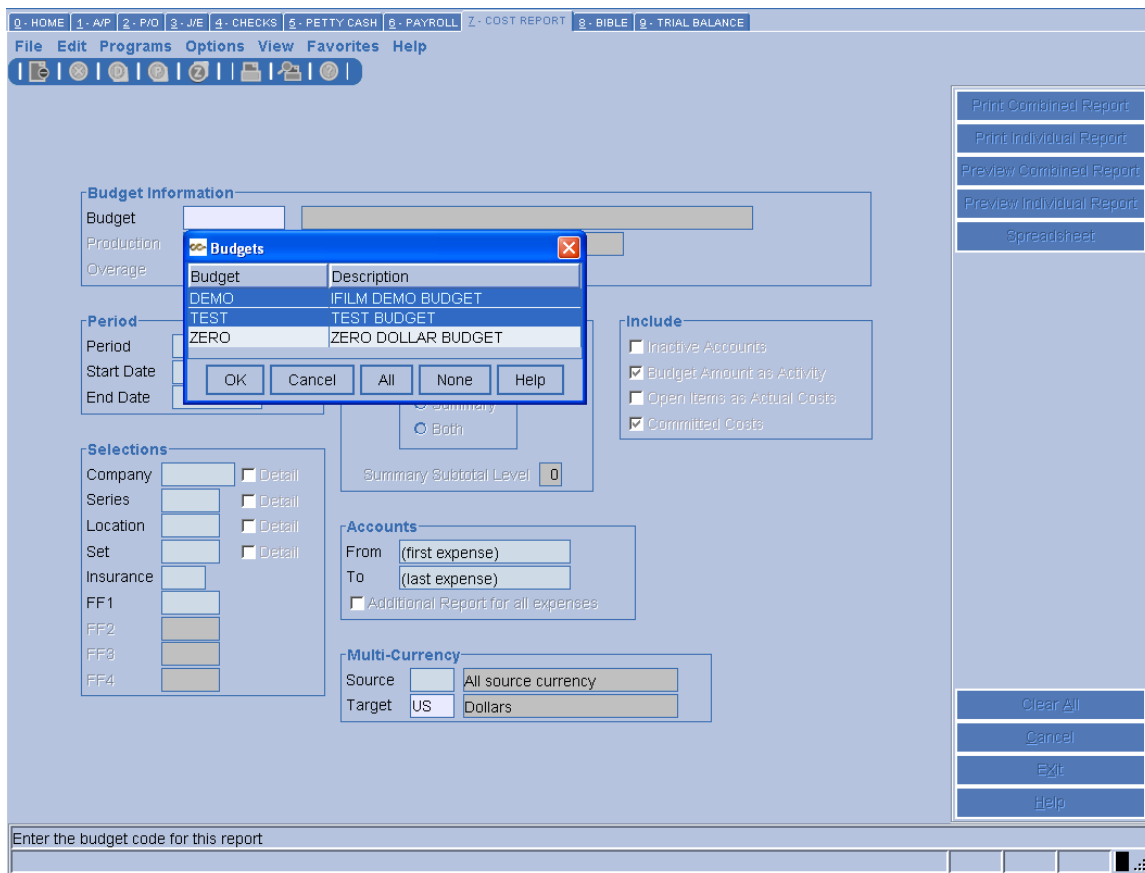 0 - HOME 1 - A/P 2 - P/O 3 - J/E 4 - CHECKS 5 - PETTY CASH 6 - PAYROLL 7 - COST REPORT 8 - BIBLE 9 - TRIAL BALANCE
File Edit Programs Options View Favorites Help
Print Combined Report
Print Individual Report
Preview Combined Report
Preview Individual Report
Spreadsheet
Budget Information
Budget
Production
Overage
Budgets
Budget Description
DEMO IFILM DEMO BUDGET
TEST TEST BUDGET
ZERO ZERO DOLLAR BUDGET
OK Cancel All None Help
Period
Period
Start Date
End Date
Summary
Both
Summary Subtotal Level 0
Include
Inactive Accounts
Budget Amount as Activity
Open Items as Actual Costs
Committed Costs
Selections
Company Detail
Series Detail
Location Detail
Set Detail
Insurance
FF1
FF2
FF3
FF4
Accounts
From (first expense)
To (last expense)
Additional Report for all expenses
Multi-Currency
Source All source currency
Target US Dollars
Clear All
Cancel
Exit
Help
Enter the budget code for this report